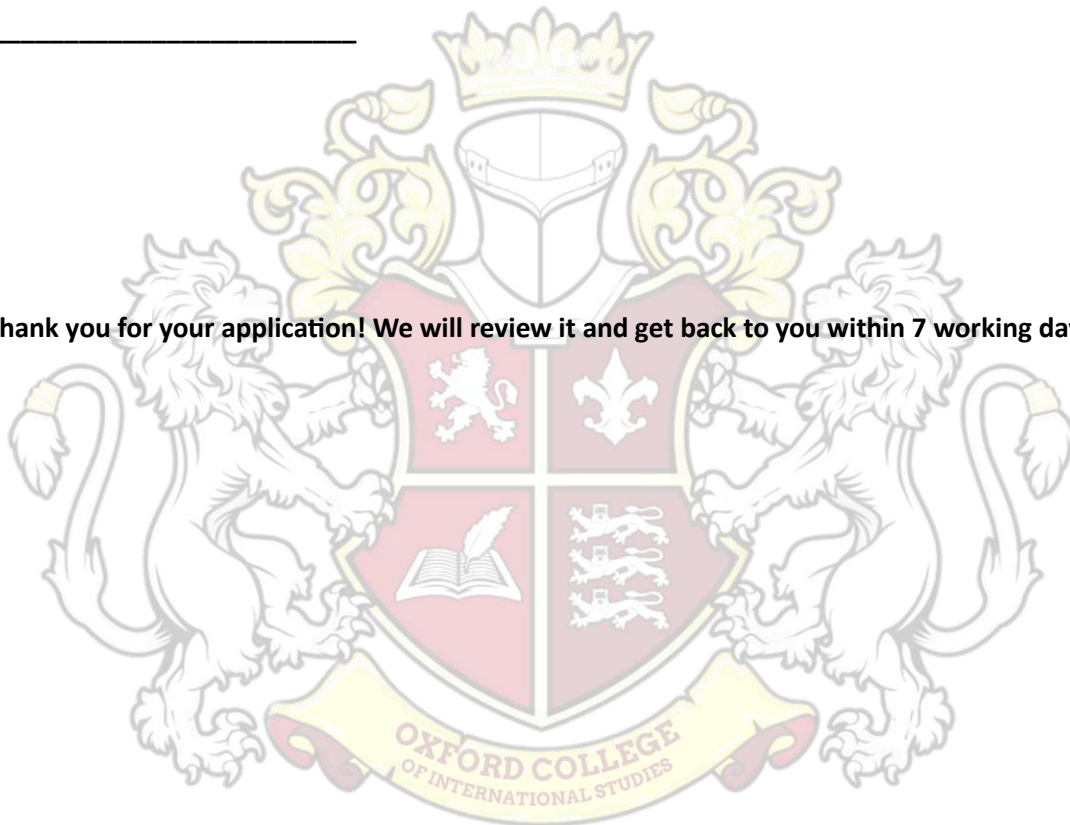 hank you for your application! We will review it and get back to you within 7 working da
OXFORD COLLEGE
OF INTERNATIONAL STUDIES